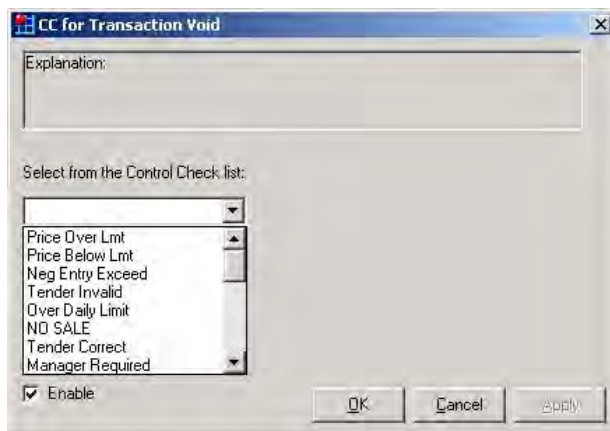 CC for Transaction Void
Explanation:
Select from the Control Check list:
Price Over Lmt
Price Below Lmt
Neg Entry Exceed
Tender Invalid
Over Daily Limit
NO SALE
Tender Correct
Manager Required
Enable
OK
Cancel
Apply